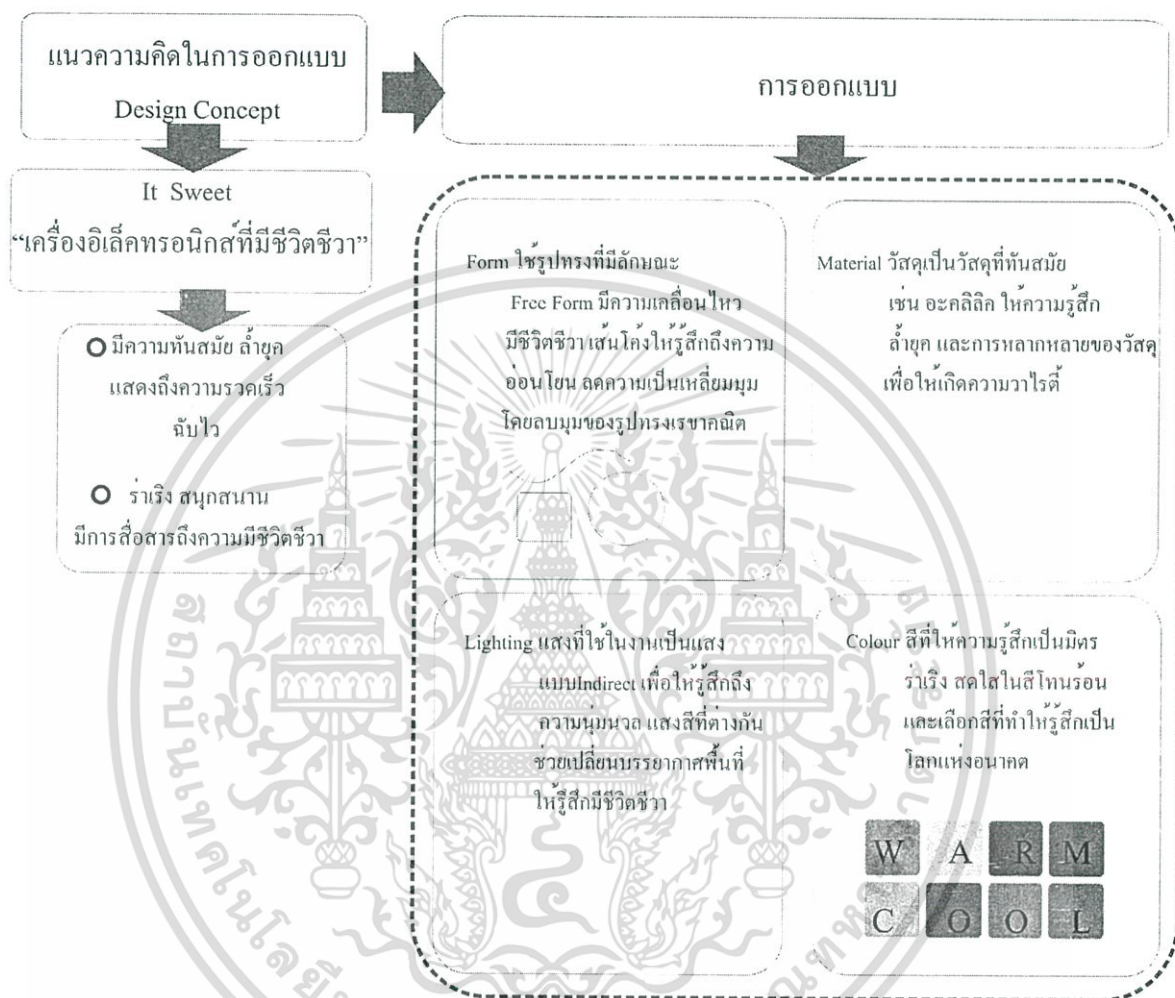 แนวความคิดในการออกแบบ
Design Concept
การออกแบบ
It Sweet
“เครื่องอิเล็คทรอนิกส์ที่มีชีวิตชีวา”
มีความทันสมัย ล้ำยุค
แสดงถึงความรวดเร็ว
ฉับไว
ร่าเริง สนุกสนาน
มีการสื่อสารถึงความมีชีวิตชีวา
Form ใช้รูปทรงที่มีลักษณะ
Free Form มีความเคลื่อนไหว
มีชีวิตชีวา เส้นโค้งให้รู้สึกถึงความ
อ่อนโยน ลดความเป็นเหลี่ยมมุม
โดยลบมุมของรูปทรงเรขาคณิต
Material วัสดุเป็นวัสดุที่ทันสมัย
เช่น อะคลิลิค ให้ความรู้สึก
ล้ำยุค และการหลากหลายของวัสดุ
เพื่อให้เกิดความวาไรตี้
Lighting แสงที่ใช้ในงานเป็นแสง
แบบIndirect เพื่อให้รู้สึกถึง
ความนุ่มนวล แสงสีที่ต่างกัน
ช่วยเปลี่ยนบรรยากาศพื้นที่
ให้รู้สึกมีชีวิตชีวา
Colour สีที่ให้ความรู้สึกเป็นมิตร
ร่าเริง สดใสในสีโทนร้อน
และเลือกสีที่ทำให้รู้สึกเป็น
โลกแห่งอนาคต
W A R M
C O O L